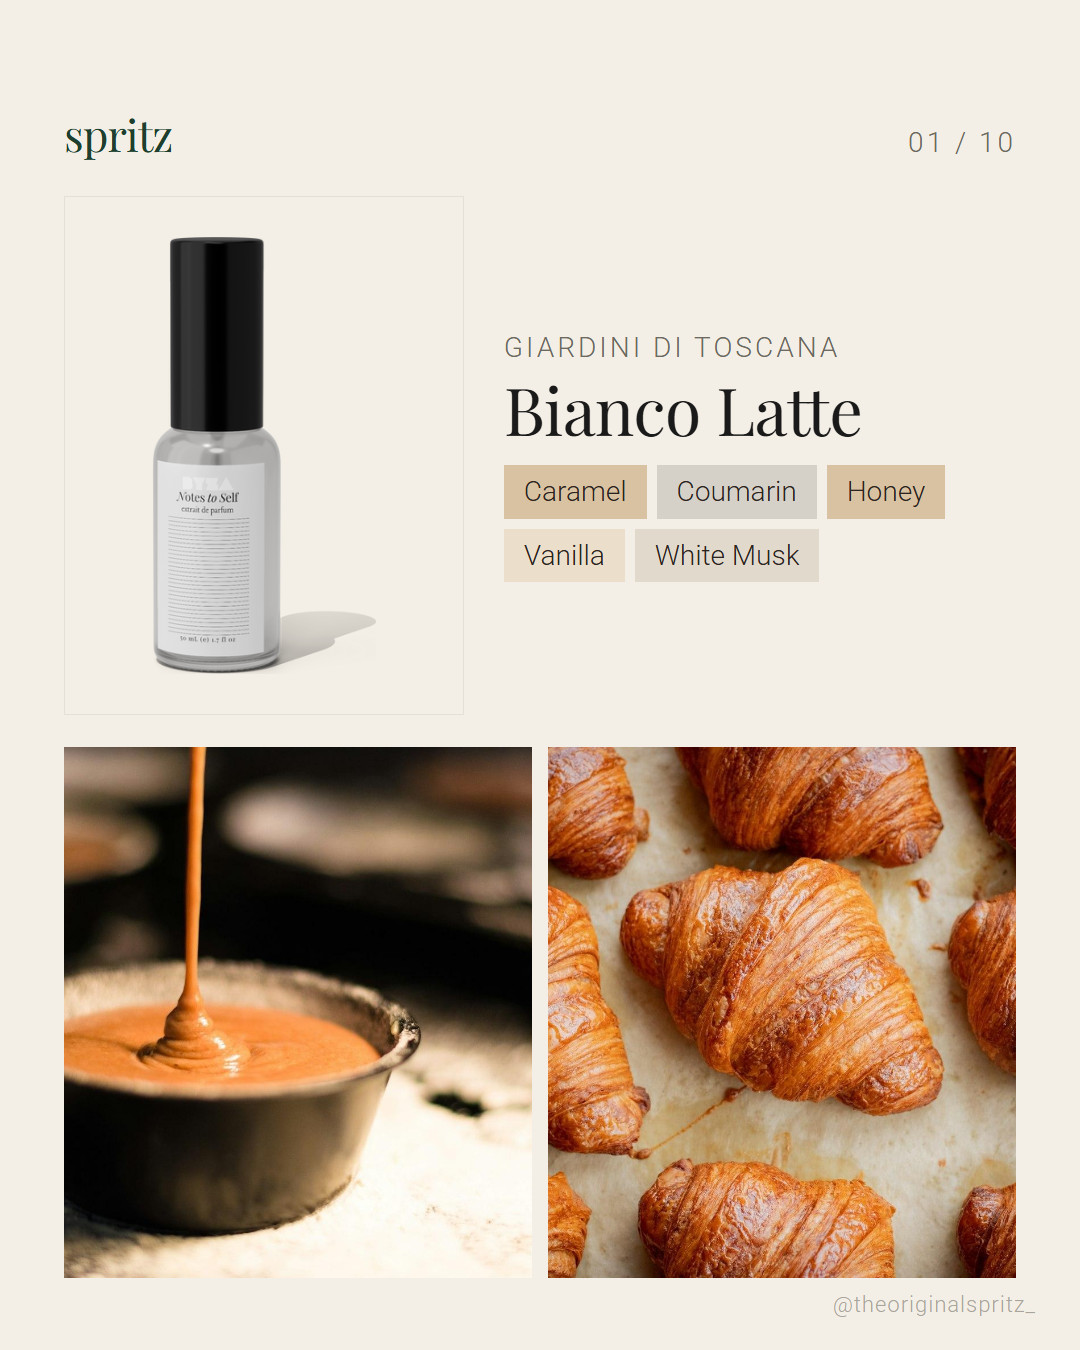 spritz
01 / 10
Notes to Self
extrait de parfum
GIARDINI DI TOSCANA
Bianco Latte
Caramel Coumarin Honey
Vanilla White Musk
@theoriginalspritz_